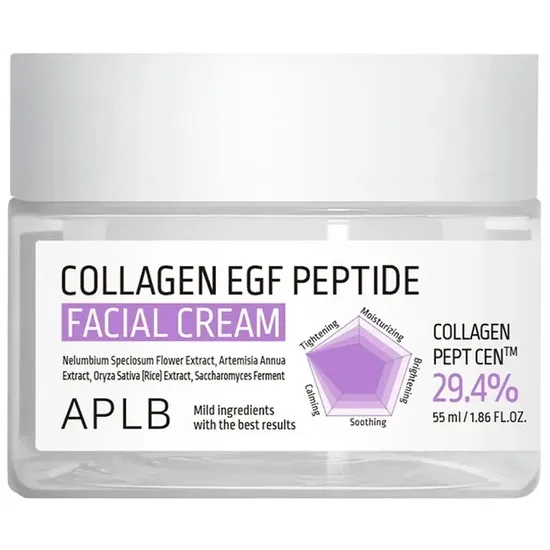 COLLAGEN EGF PEPTIDE
FACIAL CREAM
Nelumbium Speciosum Flower Extract, Artemisia Annua
Extract, Oryza Sativa (Rice) Extract, Saccharomyces Ferment
APLB
Mild ingredients
with the best results
Tightening
Moisturizing
Brightening
Soothing
Calming
COLLAGEN
PEPT CEN™
29.4%
55 ml / 1.86 FL.OZ.